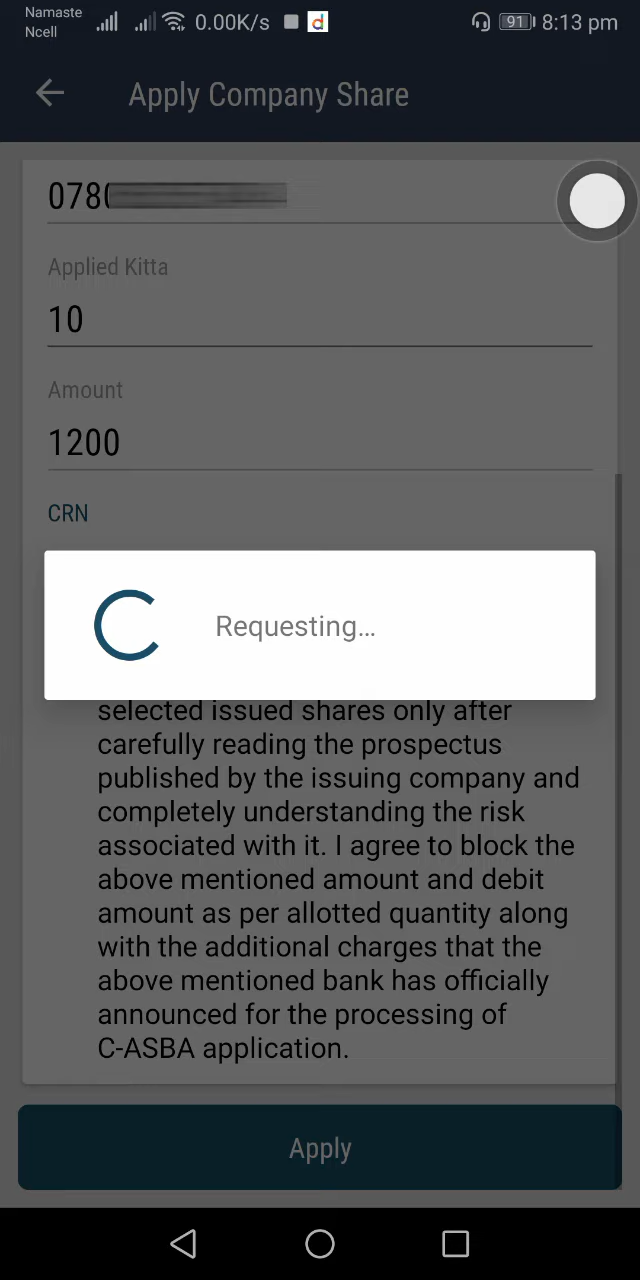 Namaste
Ncell
0.00K/s
d
91
8:13 pm
Apply Company Share
078
Applied Kitta
10
Amount
1200
CRN
Requesting...
selected issued shares only after
carefully reading the prospectus
published by the issuing company and
completely understanding the risk
associated with it. I agree to block the
above mentioned amount and debit
amount as per allotted quantity along
with the additional charges that the
above mentioned bank has officially
announced for the processing of
C-ASBA application.
Apply